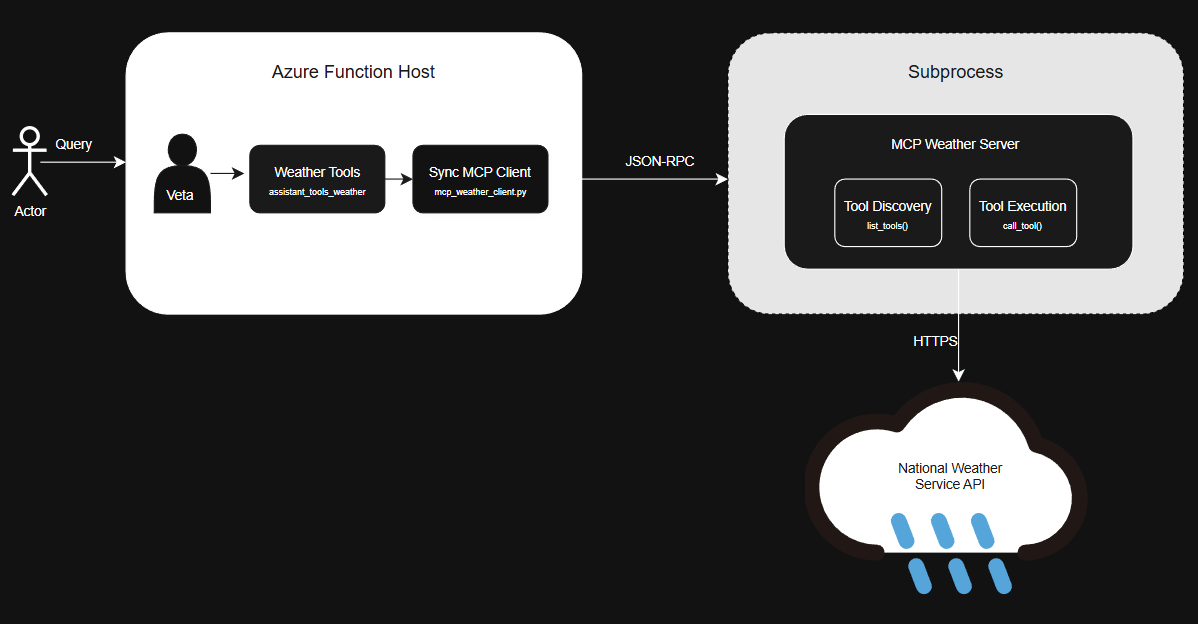 Azure Function Host
Subprocess
Query
Actor
Veta
Weather Tools
assistant_tools_weather
Sync MCP Client
mcp_weather_client.py
JSON-RPC
MCP Weather Server
Tool Discovery
list_tools()
Tool Execution
call_tool()
HTTPS
National Weather
Service API